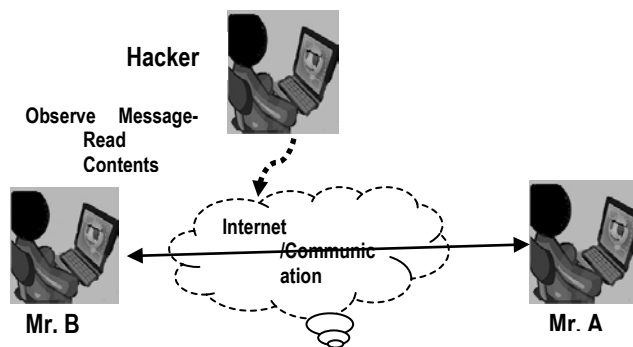 Hacker
Observe Message-
Read
Contents
Internet
/Communic
ation
Mr. B
Mr. A